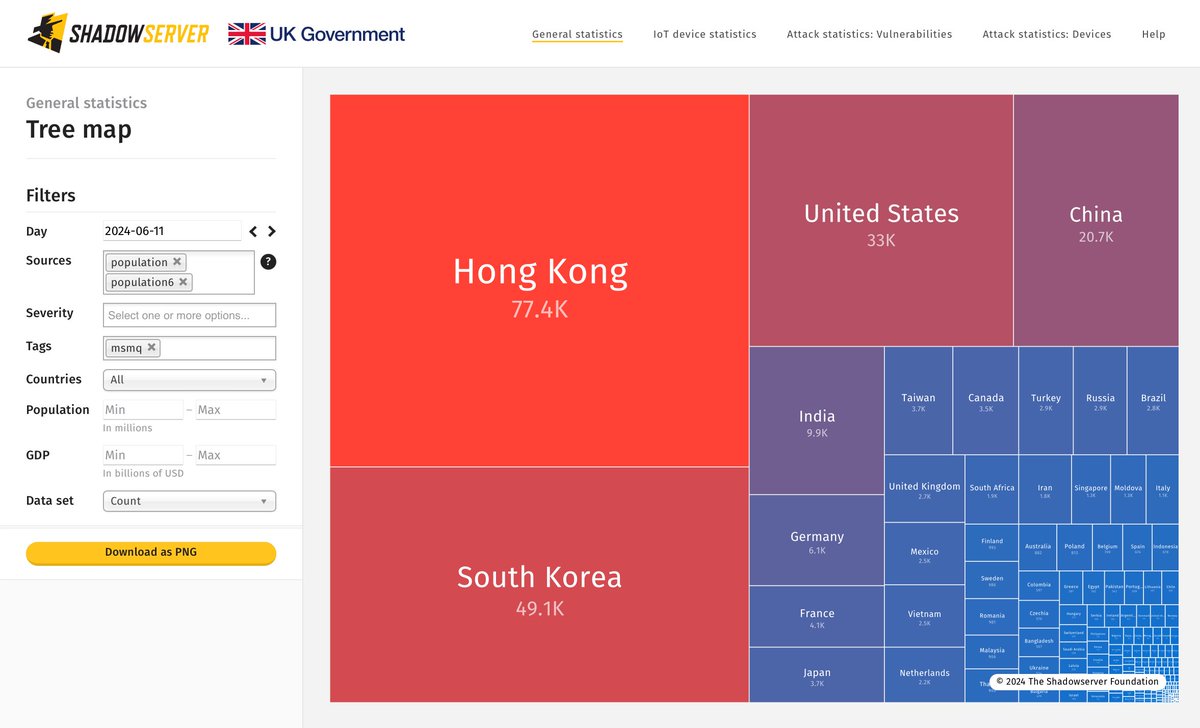 SHADOWSERVER
UK Government
General statistics
IoT device statistics
Attack statistics: Vulnerabilities
Attack statistics: Devices
Help
General statistics
Tree map
Filters
Day
2024-06-11
Sources
population
population6
?
Severity
Select one or more options...
Tags
msmq
Countries
All
Population
Min
–
Max
In millions
GDP
Min
–
Max
In billions of USD
Data set
Count
Download as PNG
Hong Kong
77.4K
South Korea
49.1K
United States
33K
China
20.7K
India
9.9K
Germany
6.1K
France
4.1K
Japan
3.7K
Taiwan
3.7K
Canada
3.5K
Turkey
2.9K
Russia
2.9K
Brazil
2.8K
United Kingdom
2.7K
Mexico
2.5K
Vietnam
2.5K
Netherlands
2.2K
South Africa
1.9K
Iran
1.8K
Singapore
1.3K
Moldova
1.3K
Italy
1.1K
Finland
Sweden
Romania
Malaysia
Australia
Poland
Belgium
Spain
Indonesia
Colombia
Greece
Egypt
Pakistan
Portug...
Lithuania
Chile
Czechia
Hungary
Bangladesh
Switzerland
Saudi Arabia
Ukraine
Latvia
Bulgaria
Israel
© 2024 The Shadowserver Foundation